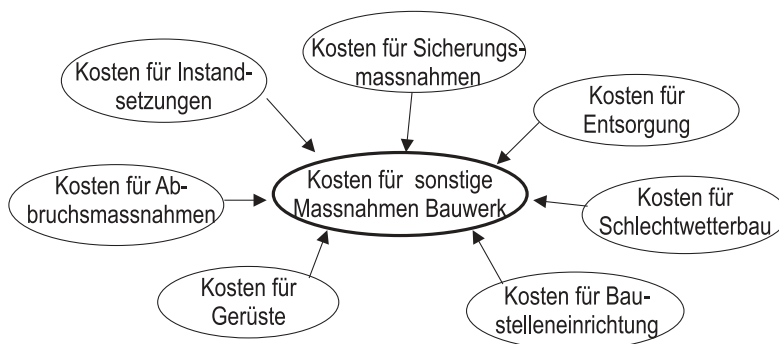 Kosten für Sicherungs-
massnahmen
Kosten für Instand-
setzungen
Kosten für
Entsorgung
Kosten für Ab-
bruchsmassnahmen
Kosten für sonstige
Massnahmen Bauwerk
Kosten für
Schlechtwetterbau
Kosten für
Gerüste
Kosten für Bau-
stelleneinrichtung